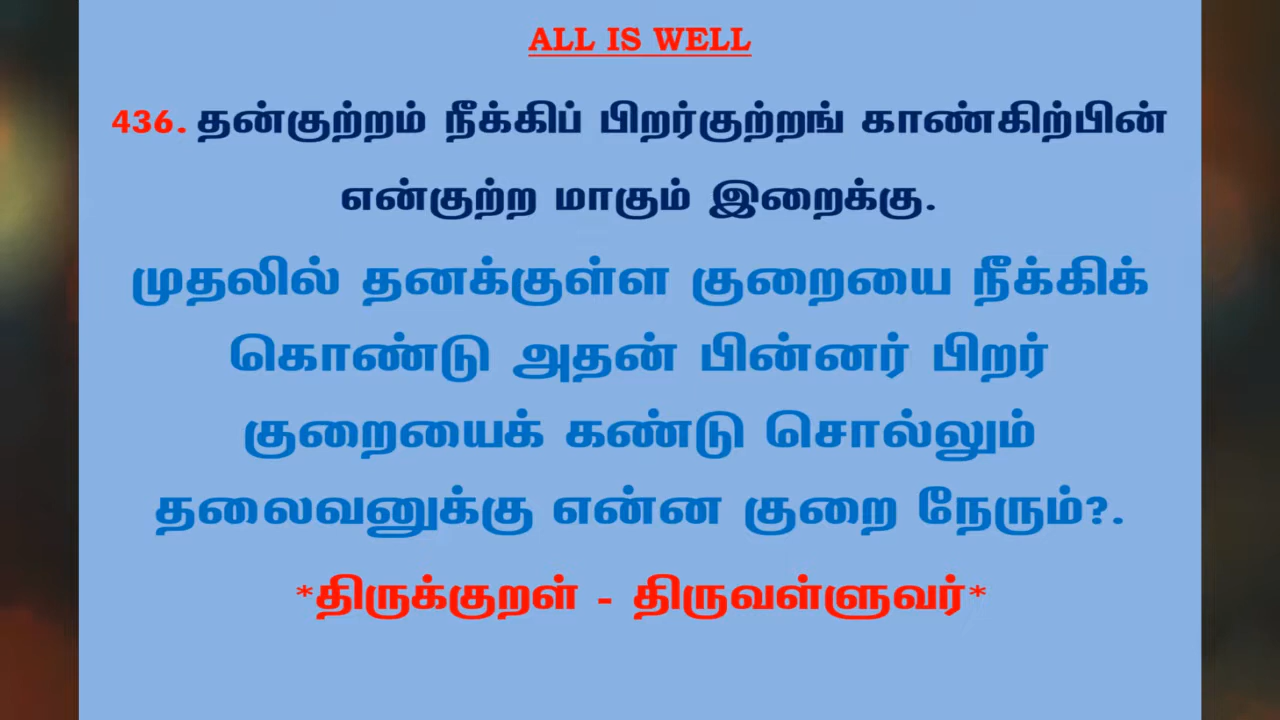 ALL IS WELL
436. தன்குற்றம் நீக்கிப் பிறர்குற்றங் காண்கிற்பின்
என்குற்ற மாகும் இறைக்கு.
முதலில் தனக்குள்ள குறையை நீக்கிக்
கொண்டு அதன் பின்னர் பிறர்
குறையைக் கண்டு சொல்லும்
தலைவனுக்கு என்ன குறை நேரும்?.
*திருக்குறள் - திருவள்ளுவர்*